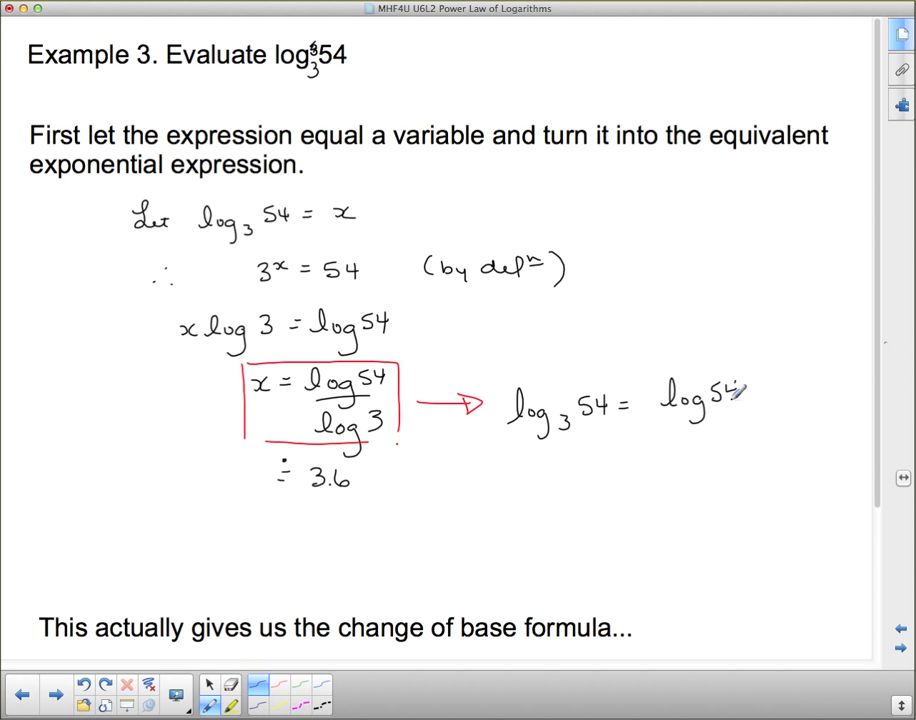 MHF4U U6L2 Power Law of Logarithms
Example 3. Evaluate log₃54
First let the expression equal a variable and turn it into the equivalent
exponential expression.
Let log₃ 54 = x
∴ 3ˣ = 54 (by defⁿ)
x log 3 = log 54
x = log 54 / log 3 → log₃ 54 = log 54
≐ 3.6
This actually gives us the change of base formula...